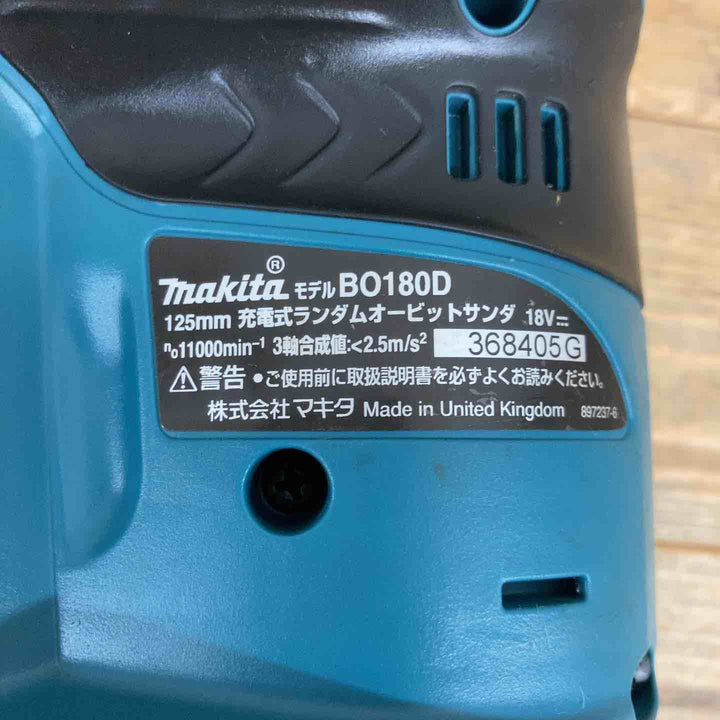 makita® モデル BO180D
125mm 充電式ランダムオービットサンダ 18V⎓
n₀11000min⁻¹ 3軸合成値:<2.5m/s² 368405G
⚠警告 •ご使用前に取扱説明書を必ずよくお読みください。
株式会社マキタ Made in United Kingdom 897237-6